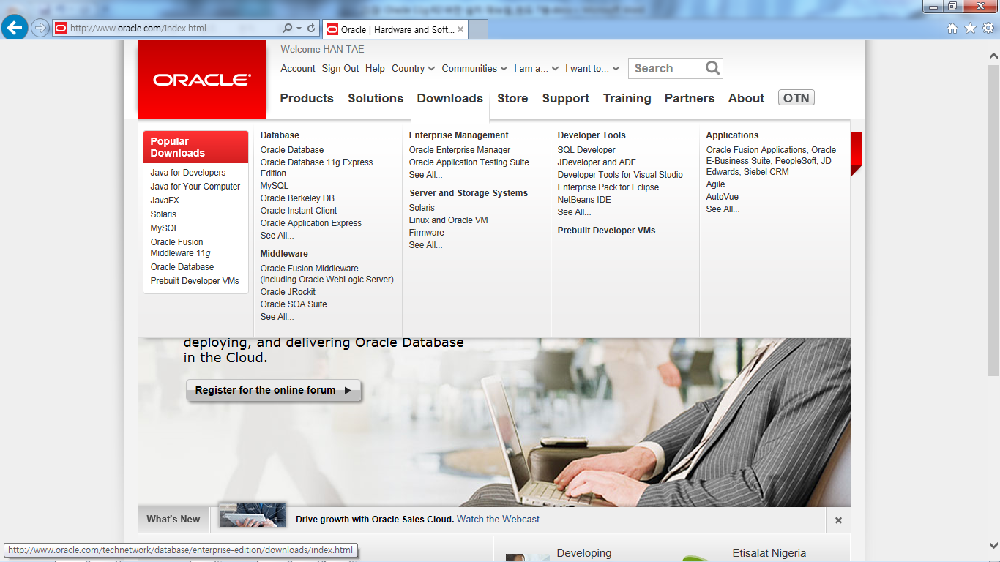 http://www.oracle.com/index.html
Oracle | Hardware and Soft...
Welcome HAN TAE
Account Sign Out Help Country Communities I am a... I want to... Search
ORACLE
Products Solutions Downloads Store Support Training Partners About OTN
Popular
Downloads
Java for Developers
Java for Your Computer
JavaFX
Solaris
MySQL
Oracle Fusion
Middleware 11g
Oracle Database
Prebuilt Developer VMs
Database
Oracle Database
Oracle Database 11g Express
Edition
MySQL
Oracle Berkeley DB
Oracle Instant Client
Oracle Application Express
See All...
Middleware
Oracle Fusion Middleware
(including Oracle WebLogic Server)
Oracle JRockit
Oracle SOA Suite
See All...
Enterprise Management
Oracle Enterprise Manager
Oracle Application Testing Suite
See All...
Server and Storage Systems
Solaris
Linux and Oracle VM
Firmware
See All...
Developer Tools
SQL Developer
JDeveloper and ADF
Developer Tools for Visual Studio
Enterprise Pack for Eclipse
NetBeans IDE
See All...
Prebuilt Developer VMs
Applications
Oracle Fusion Applications, Oracle
E-Business Suite, PeopleSoft, JD
Edwards, Siebel CRM
Agile
AutoVue
See All...
deploying, and delivering Oracle Database
in the Cloud.
Register for the online forum
What's New
Drive growth with Oracle Sales Cloud. Watch the Webcast.
http://www.oracle.com/technetwork/database/enterprise-edition/downloads/index.html
Developing
Etisalat Nigeria